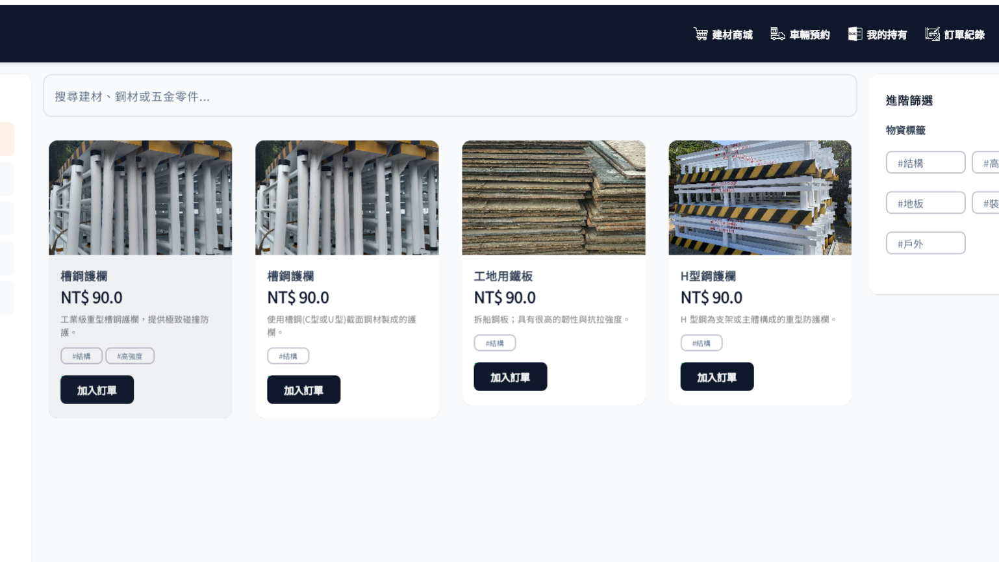 建材商城
車輛預約
我的持有
訂單紀錄
搜尋建材、鋼材或五金零件...
槽鋼護欄
NT$ 90.0
工業級重型槽鋼護欄，提供極致碰撞防
護。
#結構
#高強度
加入訂單
槽鋼護欄
NT$ 90.0
使用槽鋼(C型或U型)截面鋼材製成的護
欄。
#結構
加入訂單
工地用鐵板
NT$ 90.0
拆船鋼板；具有很高的韌性與抗拉強度。
#結構
加入訂單
H型鋼護欄
NT$ 90.0
H 型鋼為支架或主體構成的重型防護欄。
#結構
加入訂單
進階篩選
物資標籤
#結構
#高
#地板
#裝
#戶外